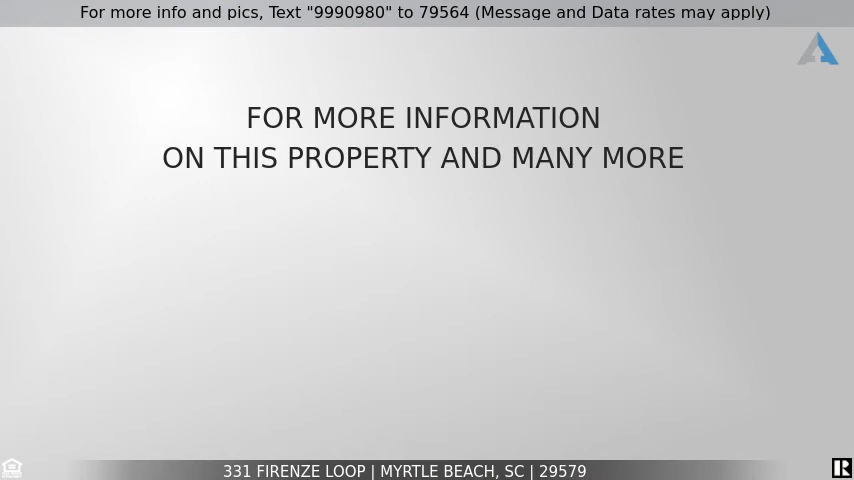 For more info and pics, Text "9990980" to 79564 (Message and Data rates may apply)
FOR MORE INFORMATION
ON THIS PROPERTY AND MANY MORE
331 FIRENZE LOOP | MYRTLE BEACH, SC | 29579